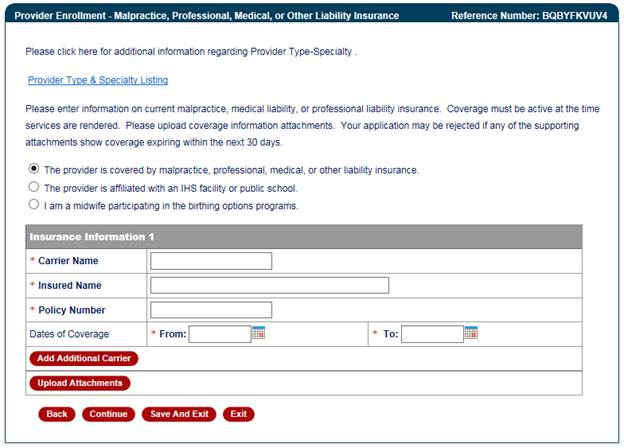 Provider Enrollment - Malpractice, Professional, Medical, or Other Liability Insurance Reference Number: BQBYFKVUV4
Please click here for additional information regarding Provider Type-Specialty .
Provider Type & Specialty Listing
Please enter information on current malpractice, medical liability, or professional liability insurance. Coverage must be active at the time
services are rendered. Please upload coverage information attachments. Your application may be rejected if any of the supporting
attachments show coverage expiring within the next 30 days.
The provider is covered by malpractice, professional, medical, or other liability insurance.
The provider is affiliated with an IHS facility or public school.
I am a midwife participating in the birthing options programs.
Insurance Information 1
* Carrier Name
* Insured Name
* Policy Number
Dates of Coverage * From: * To:
Add Additional Carrier
Upload Attachments
Back Continue Save And Exit Exit